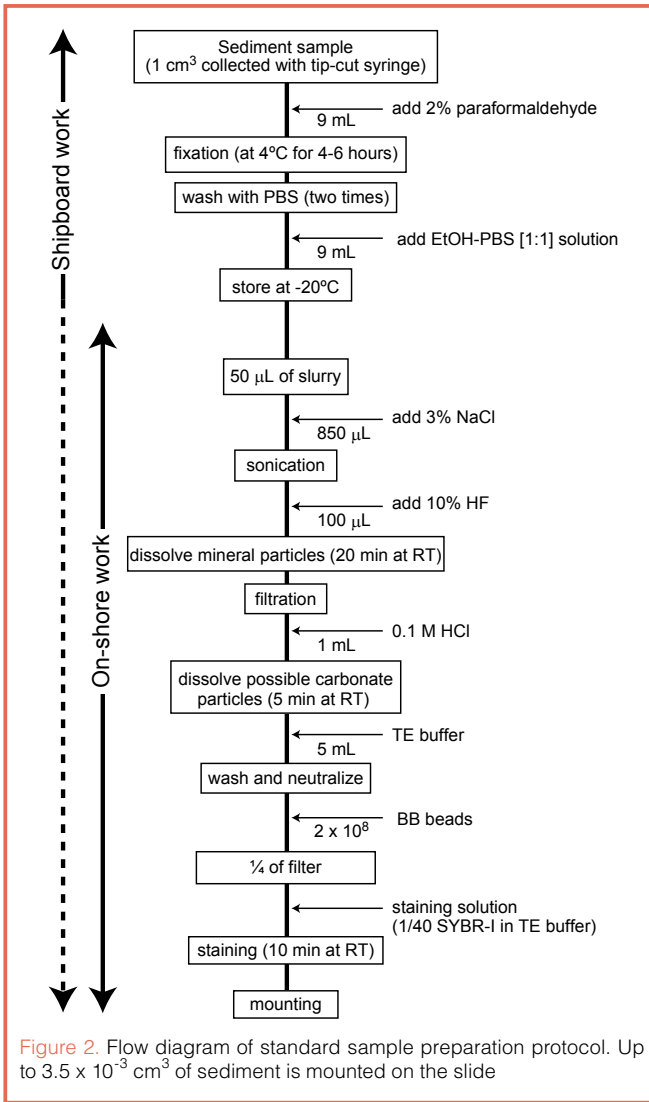 Shipboard work
On-shore work
Sediment sample
(1 cm³ collected with tip-cut syringe)
add 2% paraformaldehyde
9 mL
fixation (at 4ºC for 4-6 hours)
wash with PBS (two times)
add EtOH-PBS [1:1] solution
9 mL
store at -20ºC
50 µL of slurry
add 3% NaCl
850 µL
sonication
add 10% HF
100 µL
dissolve mineral particles (20 min at RT)
filtration
0.1 M HCl
1 mL
dissolve possible carbonate
particles (5 min at RT)
TE buffer
5 mL
wash and neutralize
BB beads
2 x 10⁸
¼ of filter
staining solution
(1/40 SYBR-I in TE buffer)
staining (10 min at RT)
mounting
Figure 2. Flow diagram of standard sample preparation protocol. Up
to 3.5 x 10⁻³ cm³ of sediment is mounted on the slide